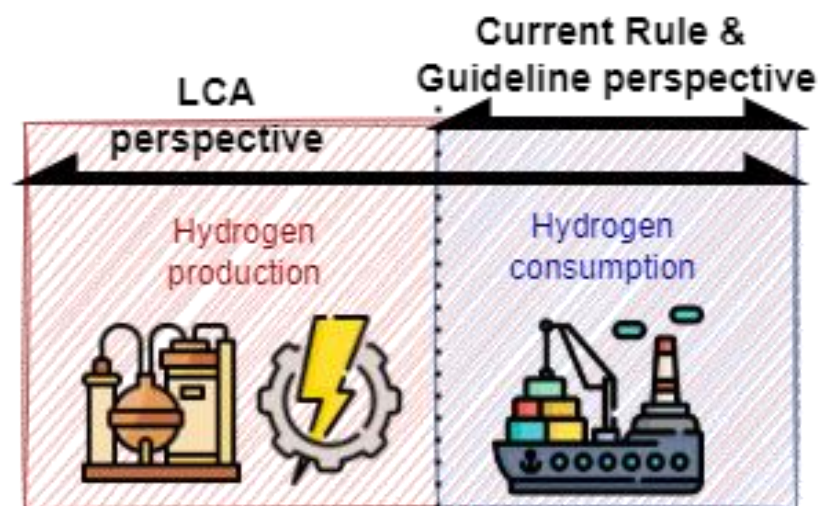 Current Rule &
Guideline perspective
LCA
perspective
Hydrogen
production
Hydrogen
consumption